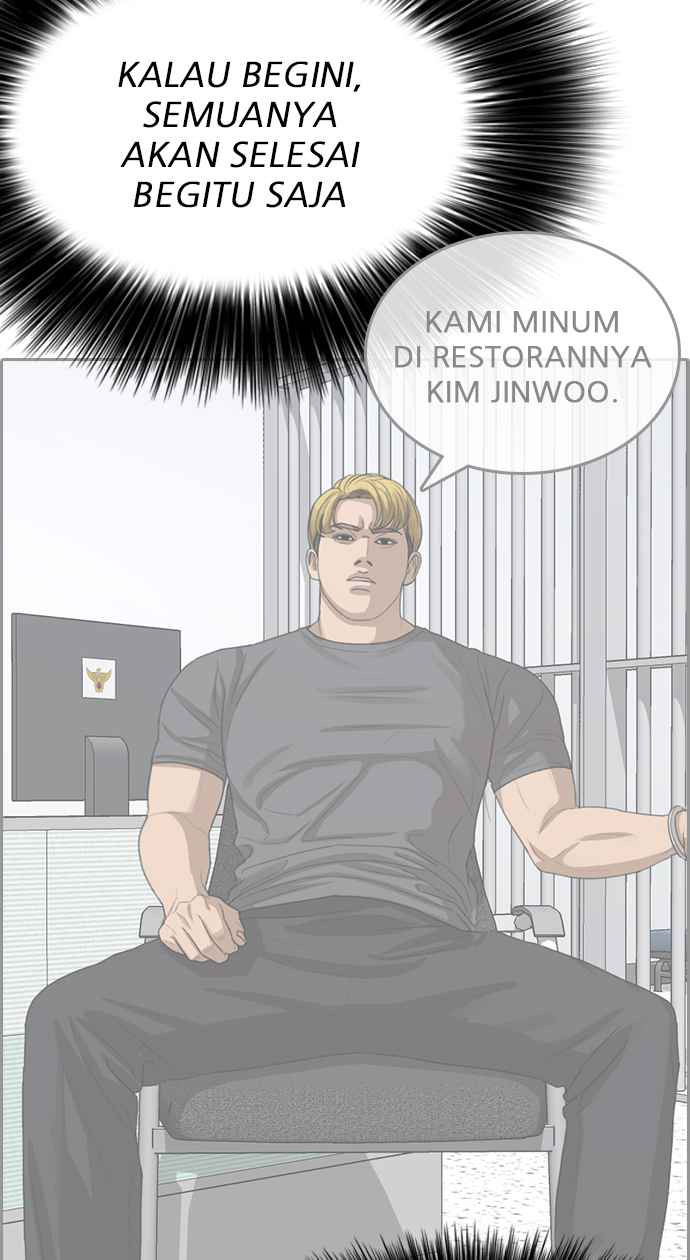 KALAU BEGINI,
SEMUANYA
AKAN SELESAI
BEGITU SAJA
KAMI MINUM
DI RESTORANNYA
KIM JINWOO.